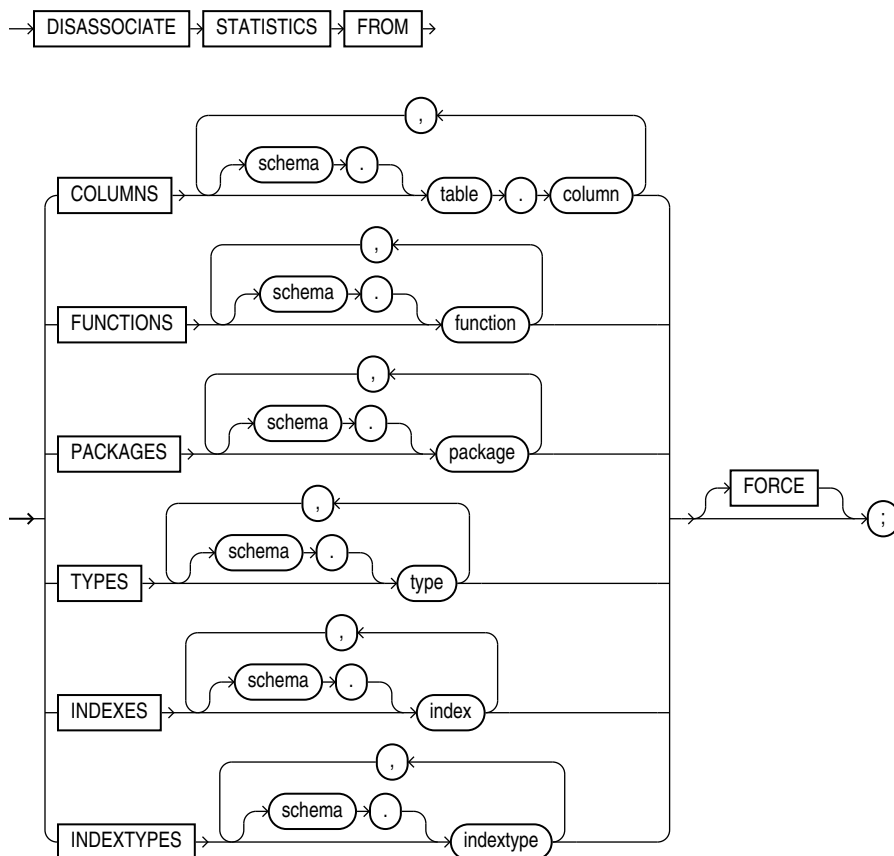 DISASSOCIATE STATISTICS FROM
,
schema .
COLUMNS table . column
,
schema .
FUNCTIONS function
,
schema .
PACKAGES package
FORCE
;
,
schema .
TYPES type
,
schema .
INDEXES index
,
schema .
INDEXTYPES indextype